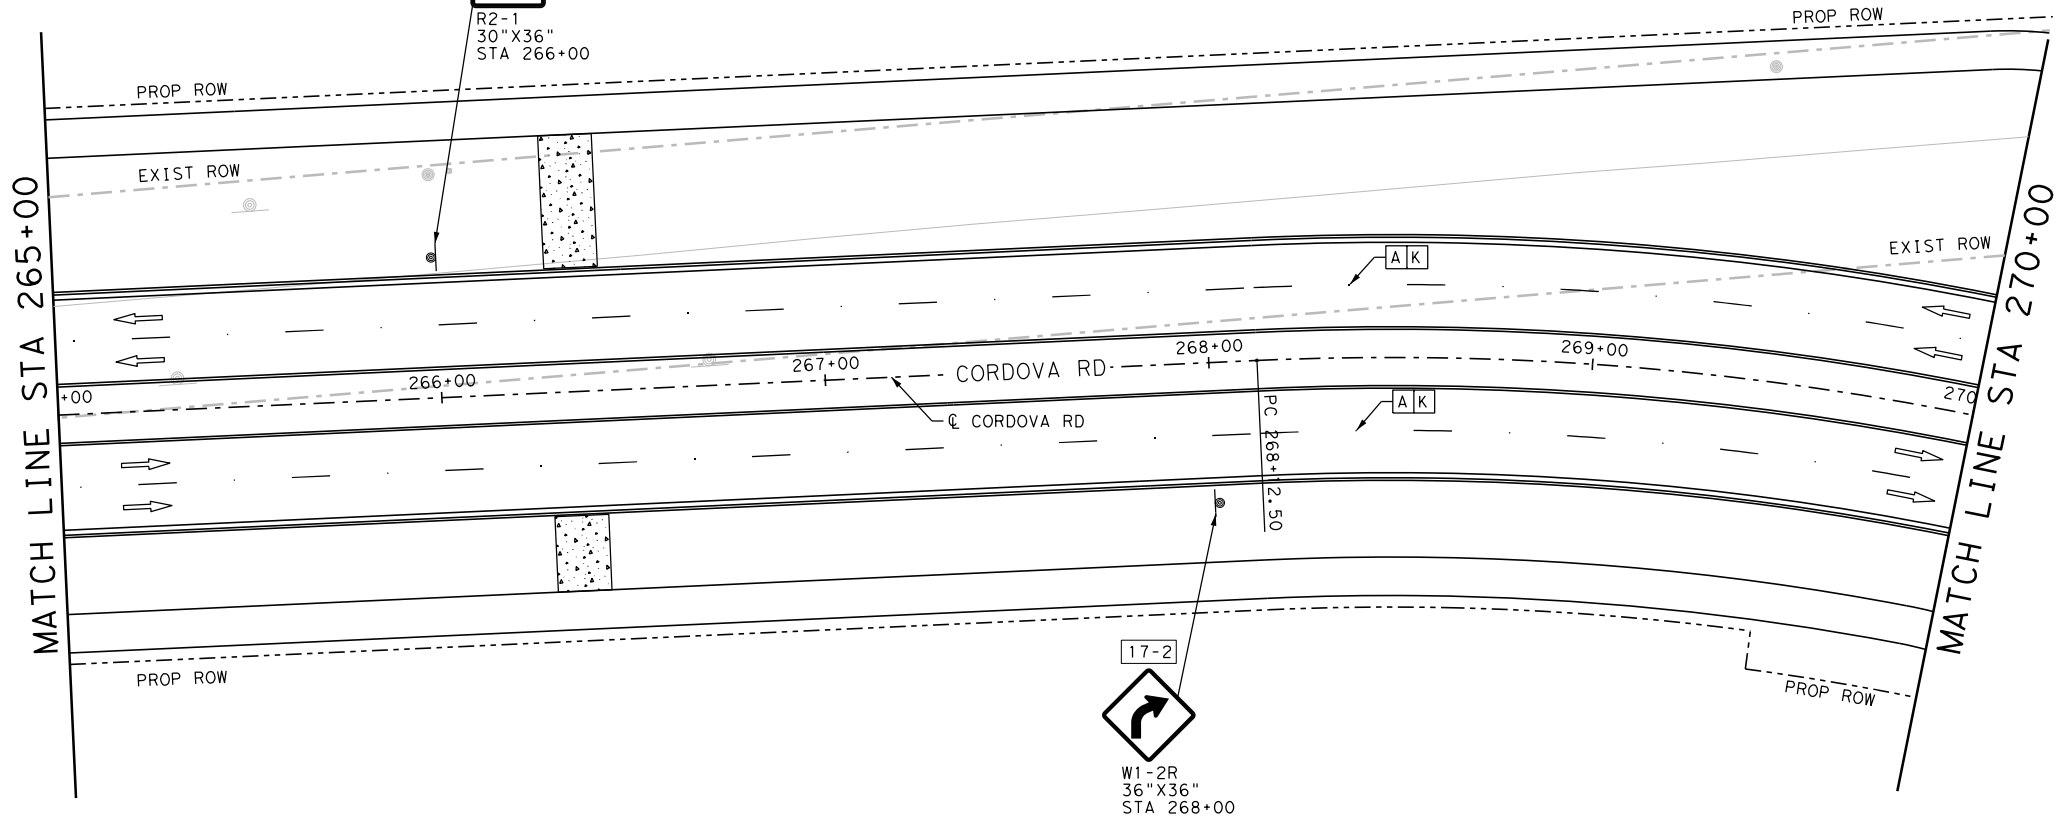 R2-1
30"X36"
STA 266+00
PROP ROW
PROP ROW
EXIST ROW
MATCH LINE STA 265+00
A K
EXIST ROW
MATCH LINE STA 270+00
+00
266+00
267+00
CORDOVA RD
268+00
269+00
270
℄ CORDOVA RD
A K
PC 268+12.50
17-2
W1-2R
36"X36"
STA 268+00
PROP ROW
PROP ROW